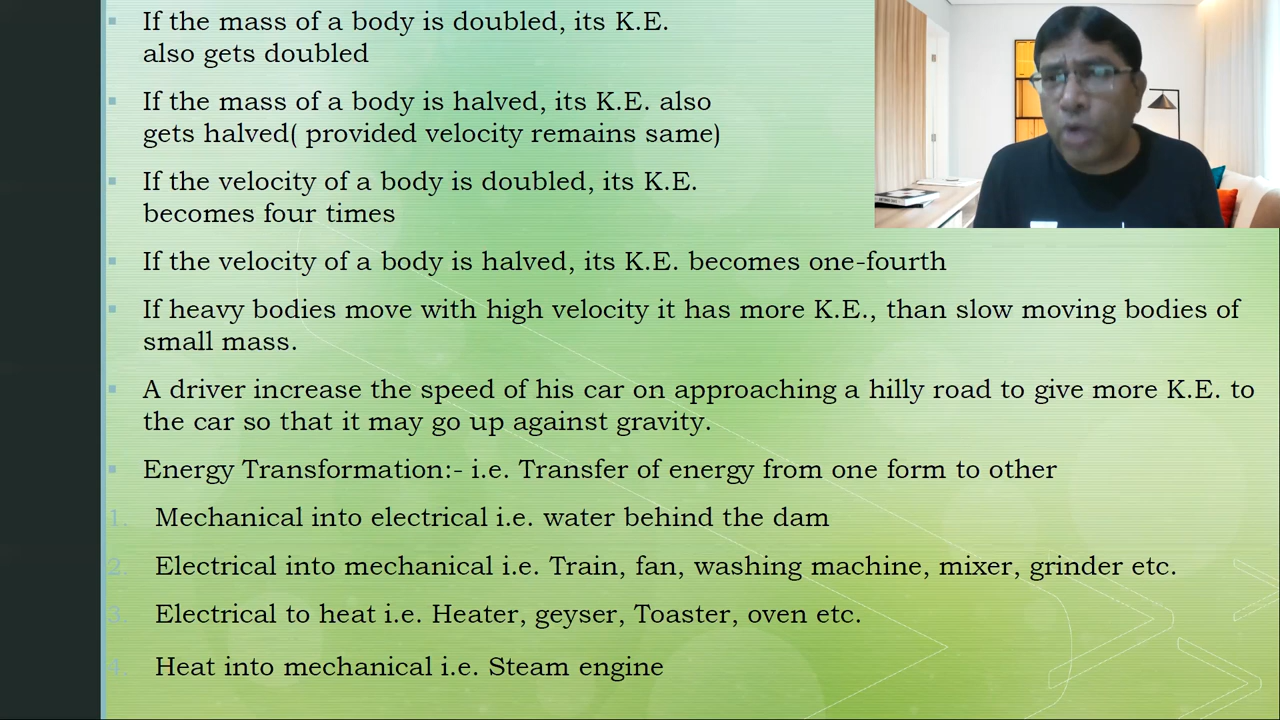 If the mass of a body is doubled, its K.E.
also gets doubled
If the mass of a body is halved, its K.E. also
gets halved( provided velocity remains same)
If the velocity of a body is doubled, its K.E.
becomes four times
If the velocity of a body is halved, its K.E. becomes one-fourth
If heavy bodies move with high velocity it has more K.E., than slow moving bodies of
small mass.
A driver increase the speed of his car on approaching a hilly road to give more K.E. to
the car so that it may go up against gravity.
Energy Transformation:- i.e. Transfer of energy from one form to other
1. Mechanical into electrical i.e. water behind the dam
2. Electrical into mechanical i.e. Train, fan, washing machine, mixer, grinder etc.
3. Electrical to heat i.e. Heater, geyser, Toaster, oven etc.
4. Heat into mechanical i.e. Steam engine